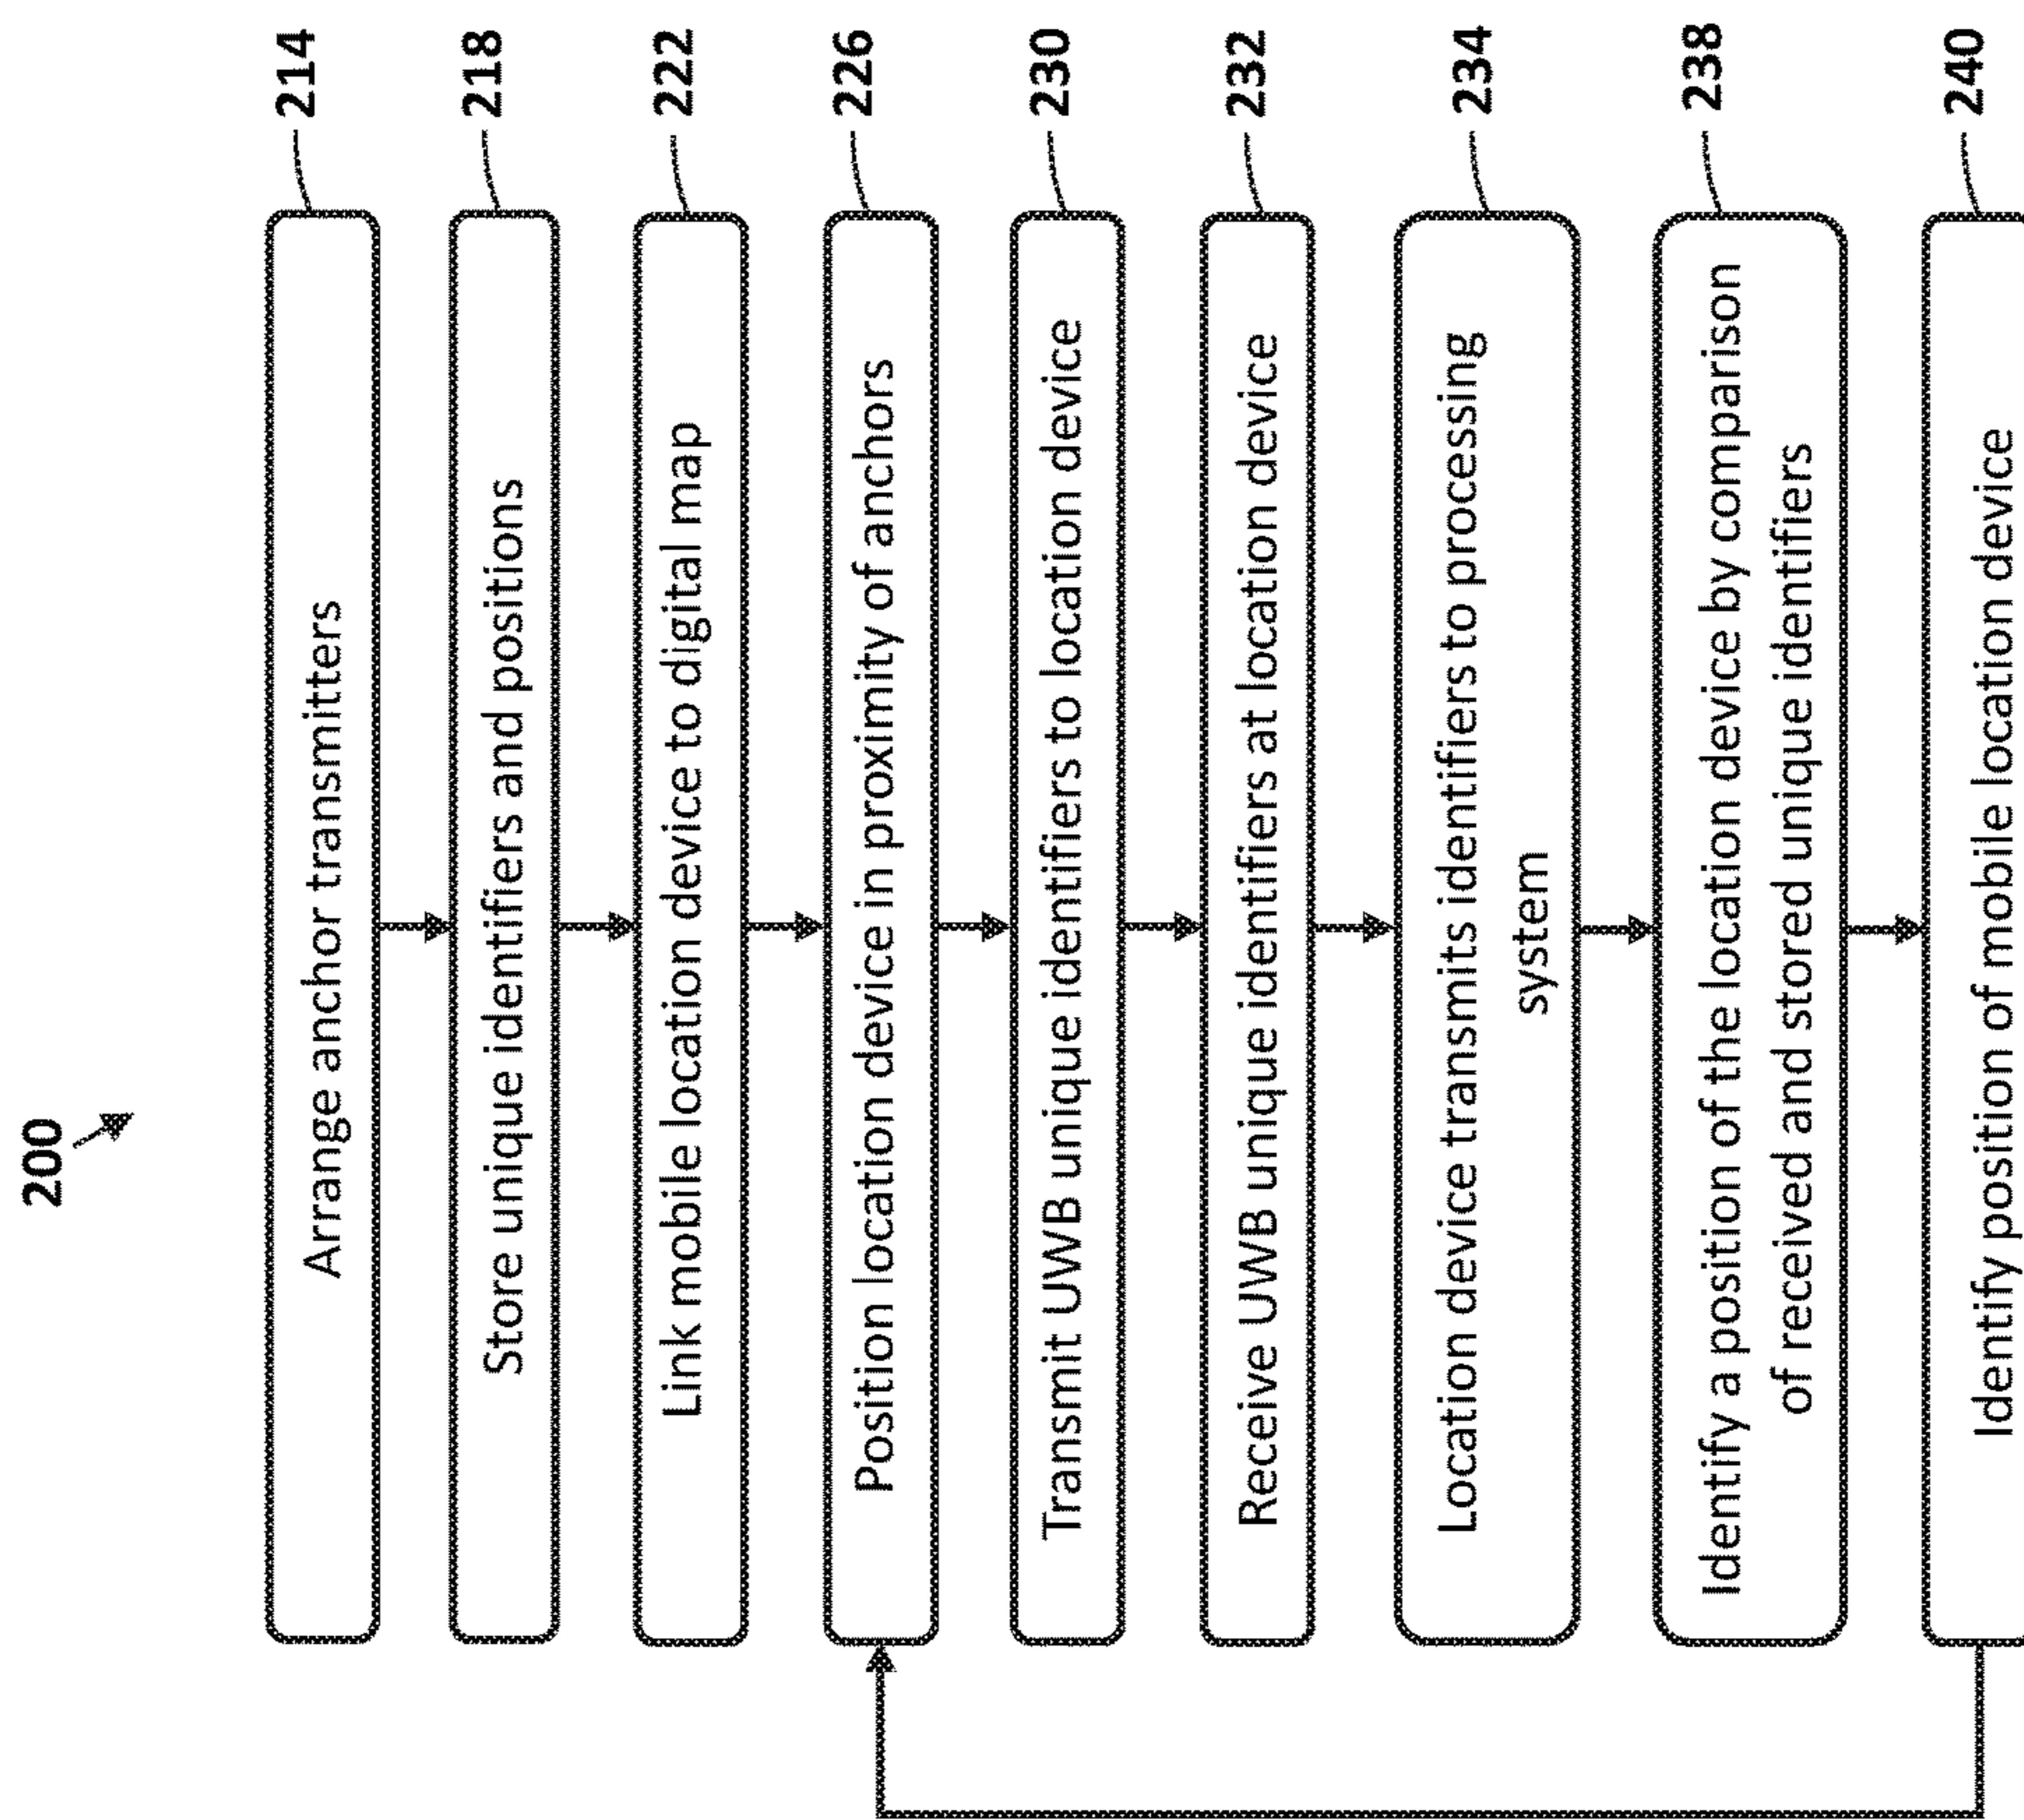 200
Arrange anchor transmitters
214
Store unique identifiers and positions
218
Link mobile location device to digital map
222
Position location device in proximity of anchors
226
Transmit UWB unique identifiers to location device
230
Receive UWB unique identifiers at location device
232
Location device transmits identifiers to processing
system
234
Identify a position of the location device by comparison
of received and stored unique identifiers
238
Identify position of mobile location device
240